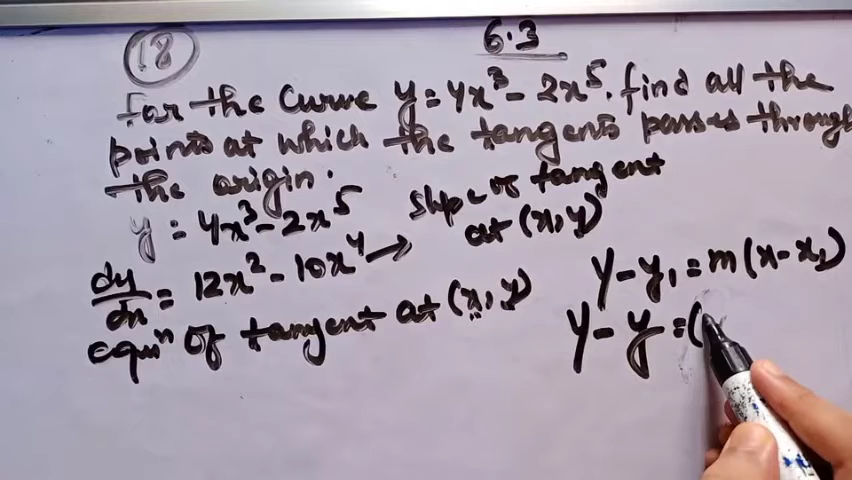 18
6.3
for the Curve y = 4x³ - 2x⁵. find all the
points at which the tangents passes through
the origin.
y = 4x³ - 2x⁵
slope of tangent
at (x, y)
dy/dx = 12x² - 10x⁴ →
eqnⁿ of tangent at (x, y)
y - y₁ = m(x - x₁)
Y - y = (